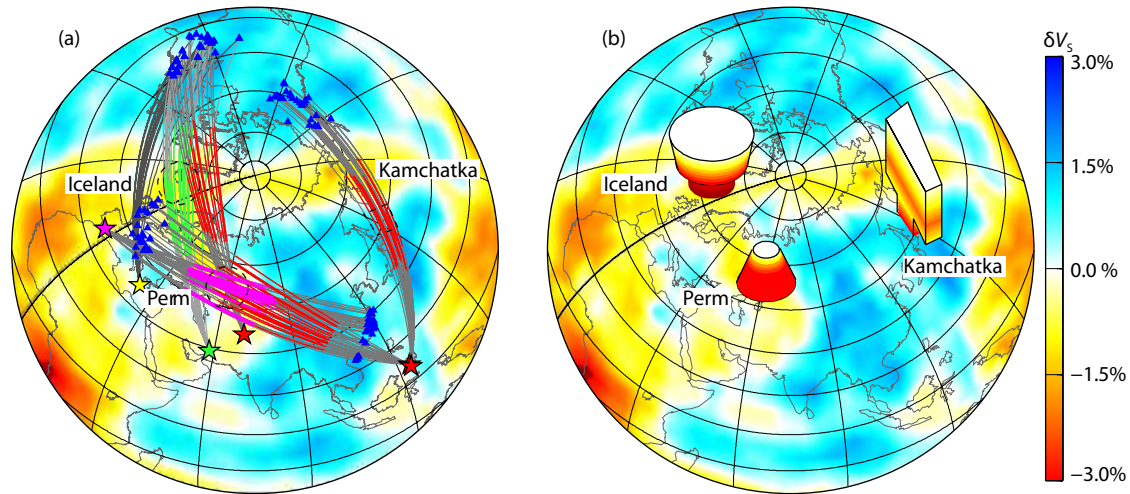 (a)
Iceland
Kamchatka
Perm
(b)
Iceland
Kamchatka
Perm
δVs
3.0%
1.5%
0.0 %
−1.5%
−3.0%